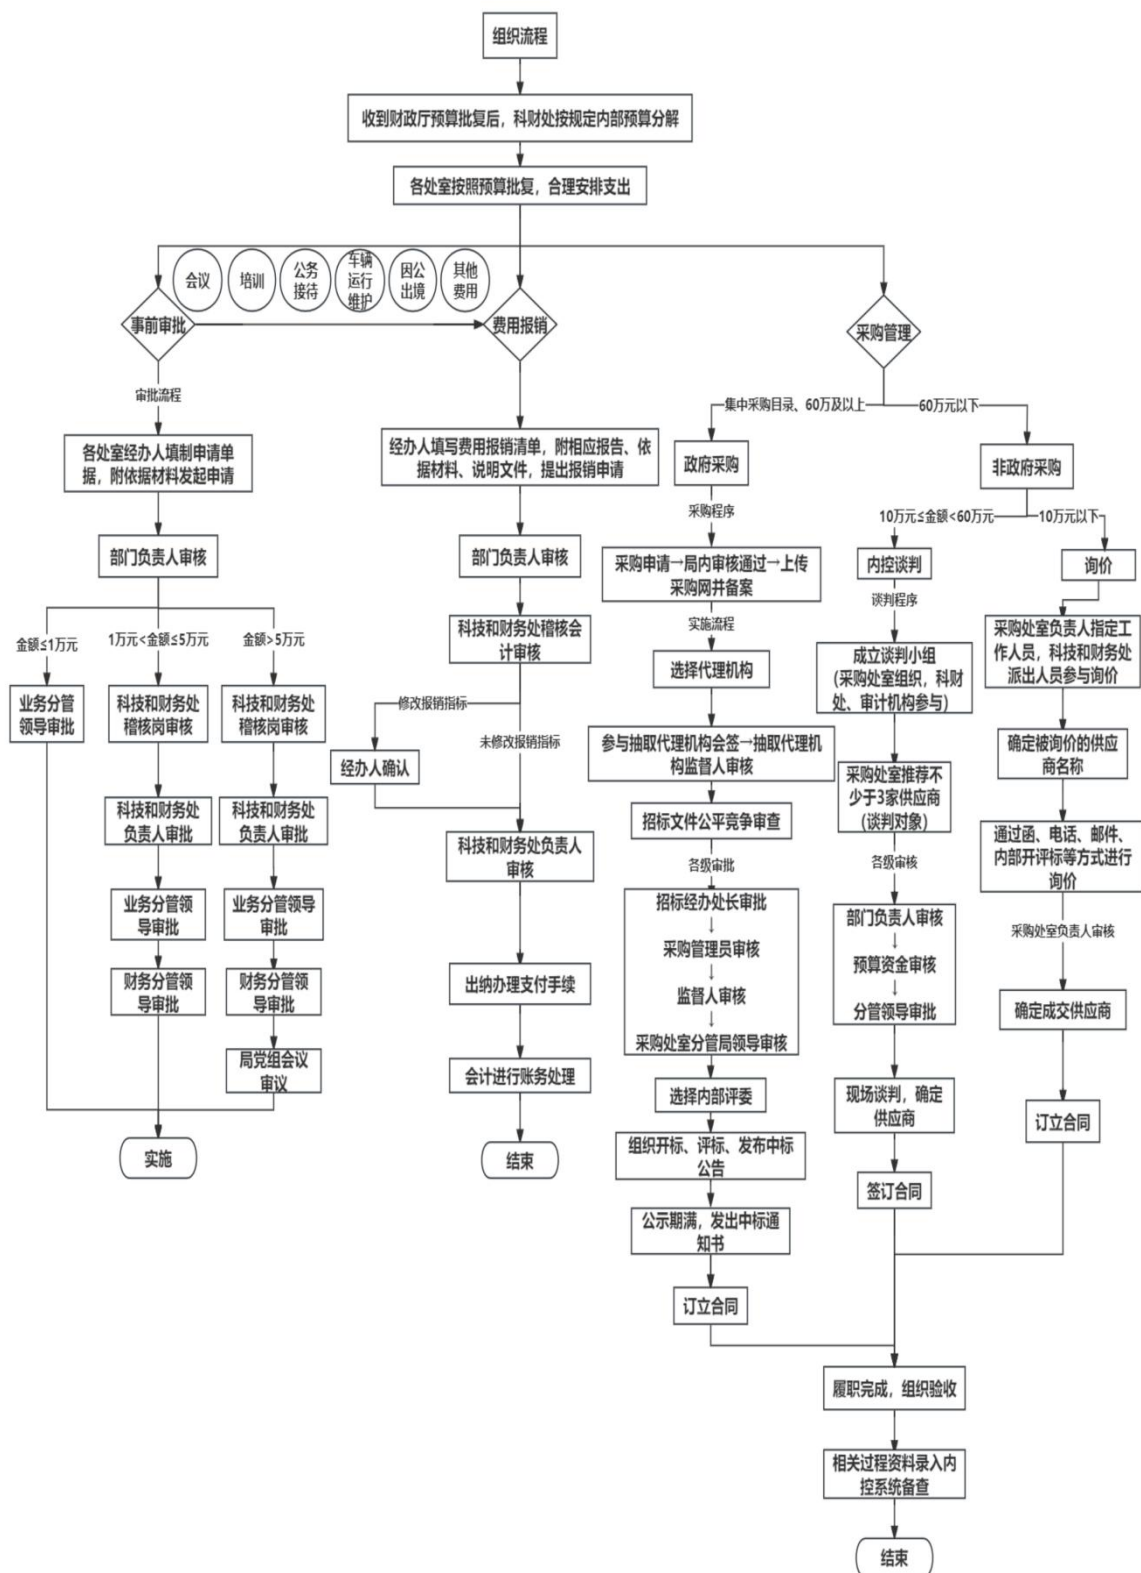 组织流程
收到财政厅预算批复后，科财处按规定内部预算分解
各处室按照预算批复，合理安排支出
会议
培训
公务
接待
车辆
运行
维护
因公
出境
其他
费用
事前审批
费用报销
采购管理
审批流程
各处室经办人填制申请单
据，附依据材料发起申请
部门负责人审核
金额≤1万元
1万元<金额≤5万元
金额>5万元
业务分管
领导审批
科技和财务处
稽核岗审核
科技和财务处
负责人审批
业务分管领
导审批
财务分管领
导审批
科技和财务处
稽核岗审核
科技和财务处
负责人审批
业务分管领导
审批
财务分管领
导审批
局党组会议
审议
实施
经办人填写费用报销清单，附相应报告、依
据材料、说明文件，提出报销申请
部门负责人审核
科技和财务处稽核会
计审核
修改报销指标
未修改报销指标
经办人确认
科技和财务处负责人
审核
出纳办理支付手续
会计进行账务处理
结束
集中采购目录、60万及以上
60万元以下
政府采购
采购程序
采购申请→局内审核通过→上传
采购网并备案
实施流程
选择代理机构
参与抽取代理机构会签→抽取代理机
构监督人审核
招标文件公平竞争审查
各级审批
招标经办处长审批
↓
采购管理员审核
↓
监督人审核
↓
采购处室分管局领导审核
选择内部评委
组织开标、评标、发布中标
公告
公示期满，发出中标通
知书
订立合同
非政府采购
10万元≤金额<60万元
10万元以下
内控谈判
谈判程序
成立谈判小组
（采购处室组织，科财
处、审计机构参与）
采购处室推荐不
少于3家供应商
（谈判对象）
各级审核
部门负责人审核
↓
预算资金审核
↓
分管领导审批
现场谈判，确定
供应商
签订合同
询价
采购处室负责人指定工
作人员，科技和财务处
派出人员参与询价
确定被询价的供应
商名称
通过函、电话、邮件、
内部开评标等方式进行
询价
采购处室负责人审核
确定成交供应商
订立合同
履职完成，组织验收
相关过程资料录入内
控系统备查
结束